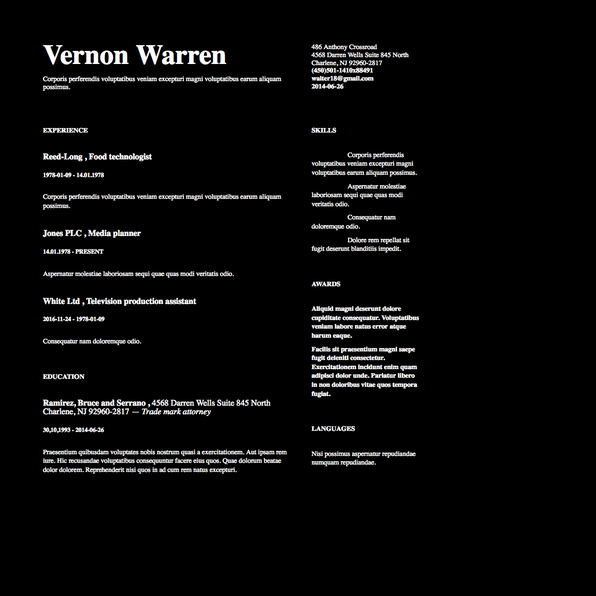 Vernon Warren
Corporis perferendis voluptatibus veniam excepturi magni voluptatibus earum aliquam
possimus.
486 Anthony Crossroad
4568 Darren Wells Suite 845 North
Charlene, NJ 92960-2817
(450)501-1410x88491
walter18@gmail.com
2014-06-26
EXPERIENCE
Reed-Long , Food technologist
1978-01-09 - 14.01.1978
Corporis perferendis voluptatibus veniam excepturi magni voluptatibus earum aliquam
possimus.
Jones PLC , Media planner
14.01.1978 - PRESENT
Aspernatur molestiae laboriosam sequi quae quas modi veritatis odio.
White Ltd , Television production assistant
2016-11-24 - 1978-01-09
Consequatur nam doloremque odio.
EDUCATION
Ramirez, Bruce and Serrano , 4568 Darren Wells Suite 845 North
Charlene, NJ 92960-2817 — Trade mark attorney
30,10,1993 - 2014-06-26
Praesentium quibusdam voluptates nobis nostrum quasi a exercitationem. Aut ipsam rem
iure. Hic recusandae voluptatibus consequuntur facere eius quos. Quae dolorum beatae
dolor dolorem. Reprehenderit nisi quos in ad cum rem natus excepturi.
SKILLS
Corporis perferendis
voluptatibus veniam excepturi magni
voluptatibus earum aliquam possimus.
Aspernatur molestiae
laboriosam sequi quae quas modi
veritatis odio.
Consequatur nam
doloremque odio.
Dolore rem repellat sit
fugit deserunt blanditiis impedit.
AWARDS
Aliquid magni deserunt dolore
cupiditate consequatur. Voluptatibus
veniam labore natus error atque
harum eaque.
Facilis sit praesentium magni saepe
fugit deleniti consectetur.
Exercitationem incidunt enim quam
adipisci dolor unde. Pariatur libero
in non doloribus vitae quos tempora
fugiat.
LANGUAGES
Nisi possimus aspernatur repudiandae
numquam repudiandae.